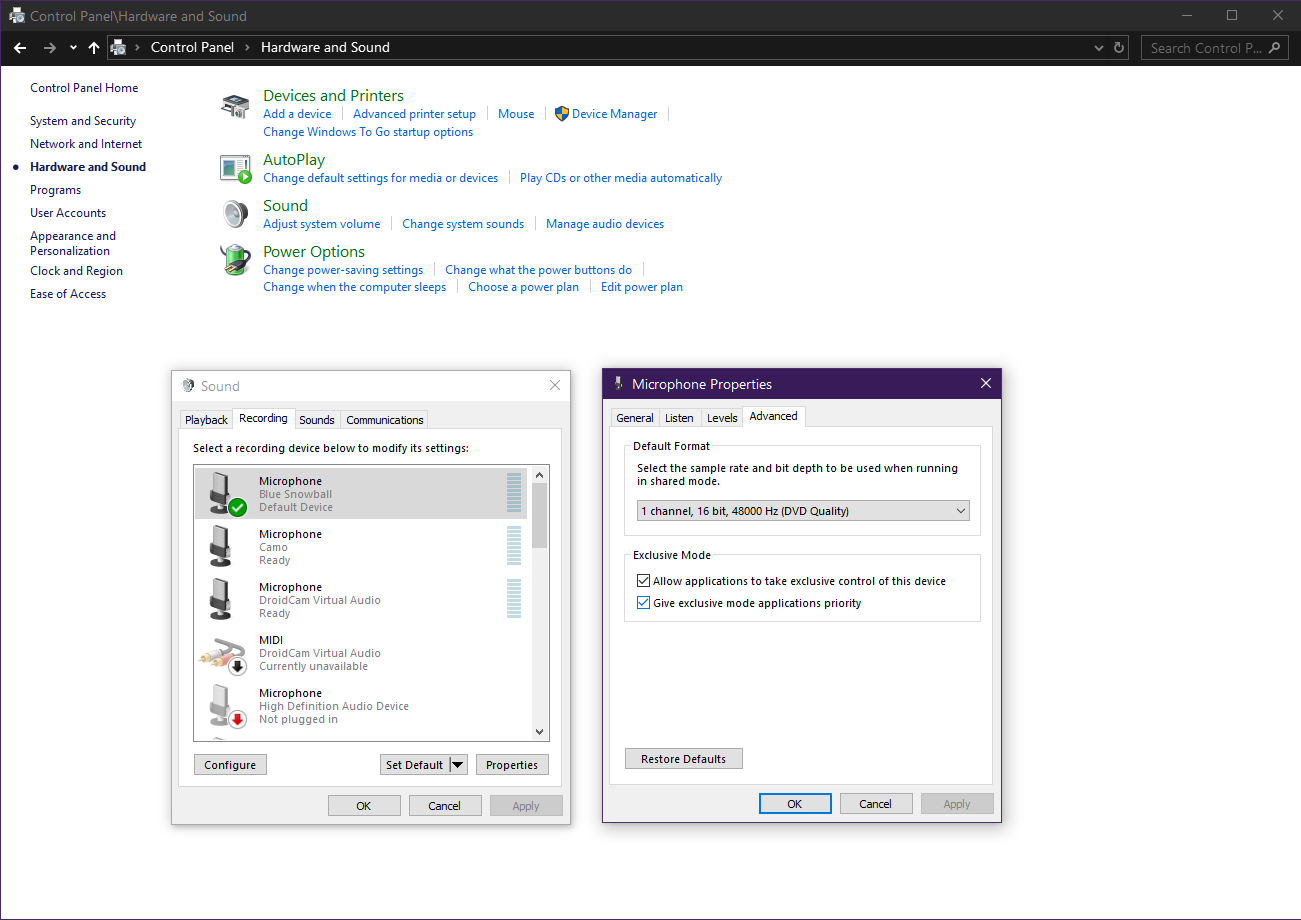 Control Panel\Hardware and Sound
Control Panel > Hardware and Sound
Search Control P...
Control Panel Home
System and Security
Network and Internet
Hardware and Sound
Programs
User Accounts
Appearance and
Personalization
Clock and Region
Ease of Access
Devices and Printers
Add a device
Advanced printer setup
Mouse
Device Manager
Change Windows To Go startup options
AutoPlay
Change default settings for media or devices
Play CDs or other media automatically
Sound
Adjust system volume
Change system sounds
Manage audio devices
Power Options
Change power-saving settings
Change what the power buttons do
Change when the computer sleeps
Choose a power plan
Edit power plan
Sound
Playback
Recording
Sounds
Communications
Select a recording device below to modify its settings:
Microphone
Blue Snowball
Default Device
Microphone
Camo
Ready
Microphone
DroidCam Virtual Audio
Ready
MIDI
DroidCam Virtual Audio
Currently unavailable
Microphone
High Definition Audio Device
Not plugged in
Configure
Set Default
Properties
OK
Cancel
Apply
Microphone Properties
General
Listen
Levels
Advanced
Default Format
Select the sample rate and bit depth to be used when running
in shared mode.
1 channel, 16 bit, 48000 Hz (DVD Quality)
Exclusive Mode
Allow applications to take exclusive control of this device
Give exclusive mode applications priority
Restore Defaults
OK
Cancel
Apply